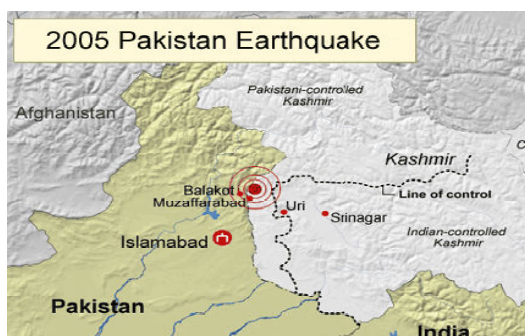 2005 Pakistan Earthquake
Pakistani-controlled
Kashmir
Afghanistan
C
Kashmir
Line of control
Balakot
Muzaffarabad
Uri
Srinagar
Islamabad
Indian-controlled
Kashmir
Pakistan
India